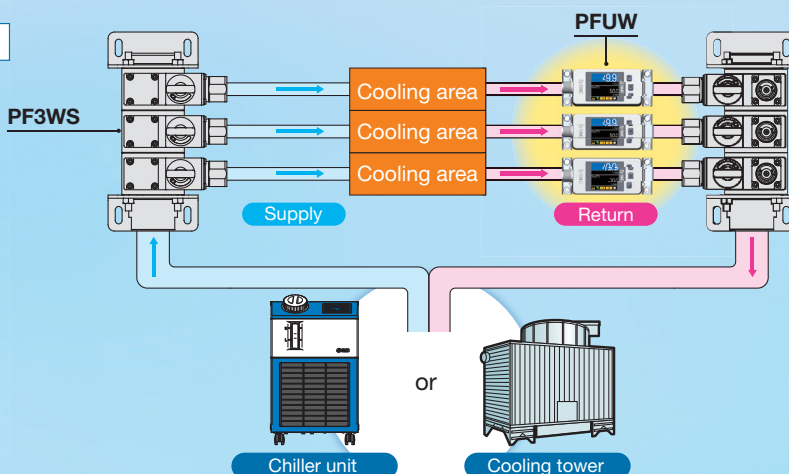 PFUW
PF3WS
Cooling area
Cooling area
Cooling area
Supply
Return
or
Chiller unit
Cooling tower